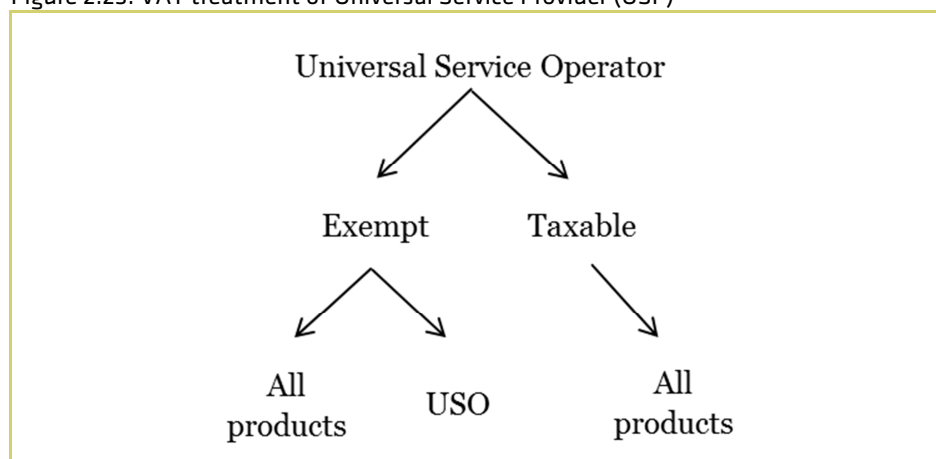 Figure 2.23: VAT treatment of Universal Service Provider (USP)
Universal Service Operator
Exempt
Taxable
All
products
USO
All
products